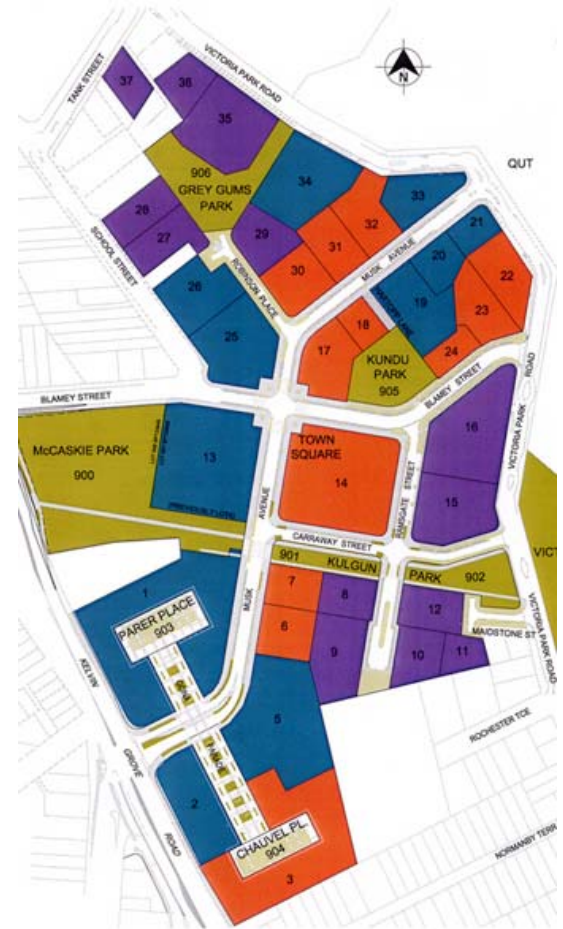 VICTORIA PARK ROAD
TANK STREET
37
36
35
N
QUT
906
GREY GUMS
PARK
34
33
28
27
29
32
31
30
21
20
22
MUSK AVENUE
SCHOOL STREET
ROBINSON PLACE
26
25
19
23
18
17
24
KUNDU
PARK
905
BLAMEY STREET
BLAMEY STREET
VICTORIA PARK ROAD
McCASKIE PARK
900
13
TOWN
SQUARE
14
16
15
RAMSGATE STREET
MUSK AVENUE
CARRAWAY STREET
901 KULGUN
PARK 902
VICT
7
8
6
9
12
10
11
MAIDSTONE ST
VICTORIA PARK ROAD
1
PARER PLACE
903
KELVIN GROVE ROAD
PARADE
5
ROCHESTER TCE
2
CHAUVEL PL.
904
3
NORMANBY TERR